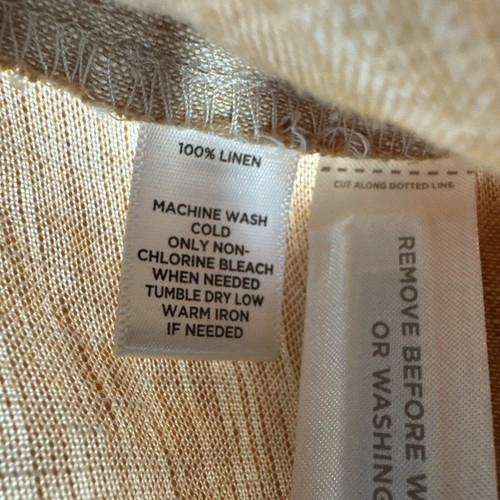 100% LINEN
MACHINE WASH
COLD
ONLY NON-
CHLORINE BLEACH
WHEN NEEDED
TUMBLE DRY LOW
WARM IRON
IF NEEDED
CUT ALONG DOTTED LINE
REMOVE BEFORE W
OR WASHING